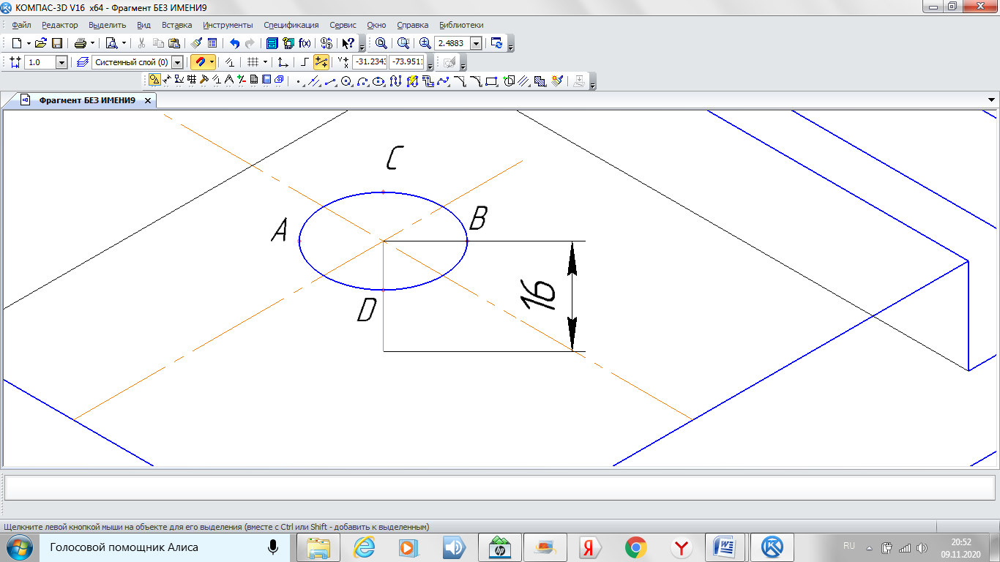 КОМПАС-3D V16 x64 - Фрагмент БЕЗ ИМЕНИ9
Файл Редактор Выделить Вид Вставка Инструменты Спецификация Сервис Окно Справка Библиотеки
f(x) 2.4883
1.0 Системный слой (0) -31.234 -73.951
Фрагмент БЕЗ ИМЕНИ9
C
A
B
D
16
Щелкните левой кнопкой мыши на объекте для его выделения (вместе с Ctrl или Shift - добавить к выделенным)
Голосовой помощник Алиса
RU
20:52
09.11.2020